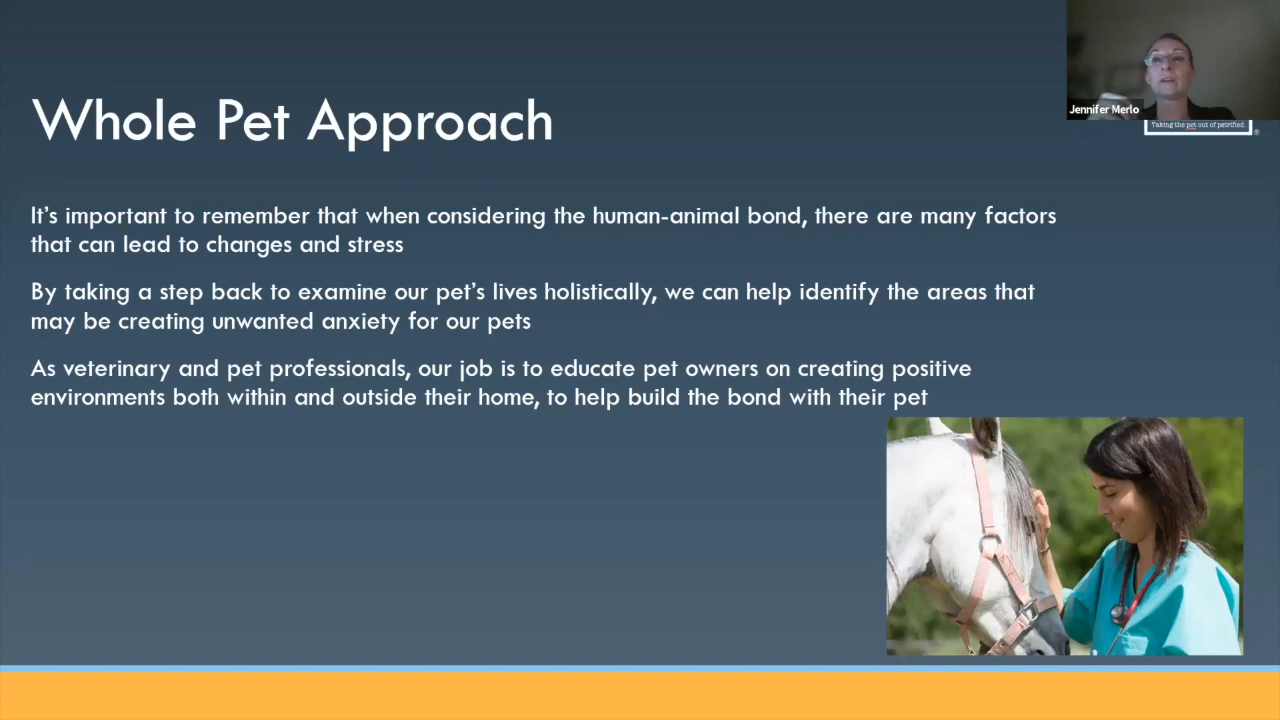 Whole Pet Approach
Jennifer Merlo
Taking the pet out of petrified.
®
It's important to remember that when considering the human-animal bond, there are many factors
that can lead to changes and stress
By taking a step back to examine our pet's lives holistically, we can help identify the areas that
may be creating unwanted anxiety for our pets
As veterinary and pet professionals, our job is to educate pet owners on creating positive
environments both within and outside their home, to help build the bond with their pet